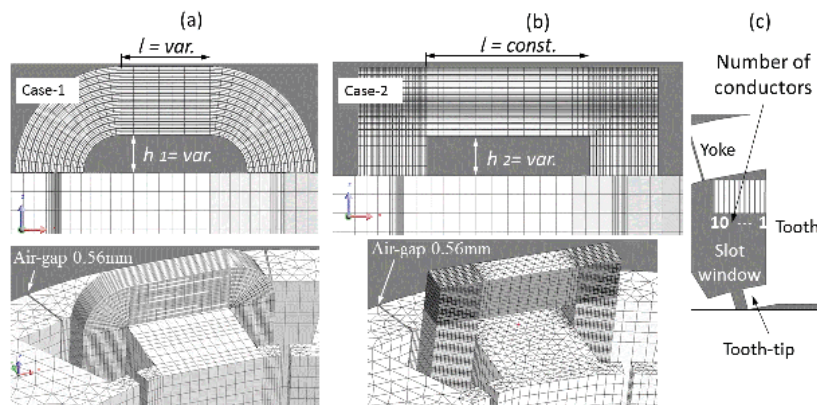 (a)
l = var.
Case-1
h 1= var.
Air-gap 0.56mm
(b)
l = const.
Case-2
h 2= var.
Air-gap 0.56mm
(c)
Number of
conductors
Yoke
10 --- 1
Tooth
Slot
window
Tooth-tip